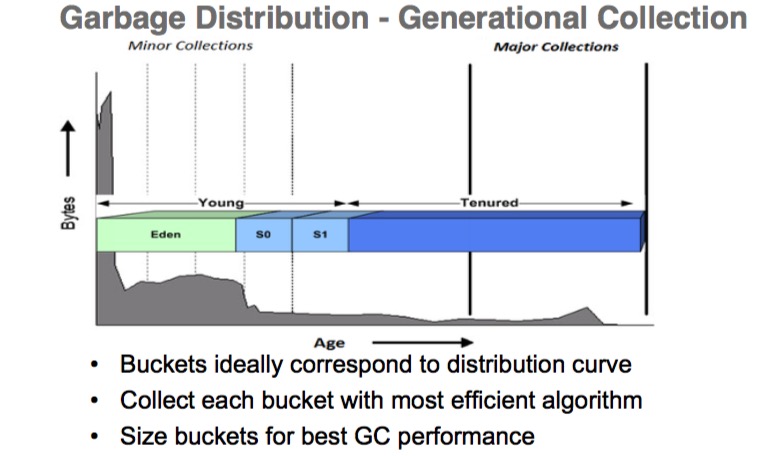 Garbage Distribution - Generational Collection
Minor Collections
Major Collections
Bytes
Young
Tenured
Eden
S0
S1
Age
• Buckets ideally correspond to distribution curve
• Collect each bucket with most efficient algorithm
• Size buckets for best GC performance